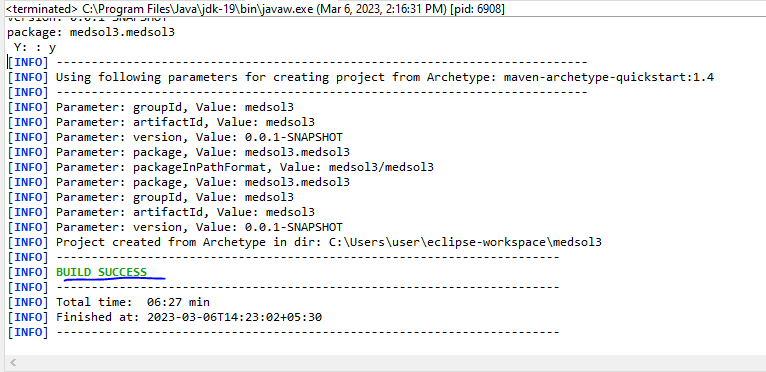 <terminated> C:\Program Files\Java\jdk-19\bin\javaw.exe (Mar 6, 2023, 2:16:31 PM) [pid: 6908]
version: 0.0.1-SNAPSHOT
package: medsol3.medsol3
 Y: : y
[INFO] ----------------------------------------------------------------------------
[INFO] Using following parameters for creating project from Archetype: maven-archetype-quickstart:1.4
[INFO] ----------------------------------------------------------------------------
[INFO] Parameter: groupId, Value: medsol3
[INFO] Parameter: artifactId, Value: medsol3
[INFO] Parameter: version, Value: 0.0.1-SNAPSHOT
[INFO] Parameter: package, Value: medsol3.medsol3
[INFO] Parameter: packageInPathFormat, Value: medsol3/medsol3
[INFO] Parameter: package, Value: medsol3.medsol3
[INFO] Parameter: groupId, Value: medsol3
[INFO] Parameter: artifactId, Value: medsol3
[INFO] Parameter: version, Value: 0.0.1-SNAPSHOT
[INFO] Project created from Archetype in dir: C:\Users\user\eclipse-workspace\medsol3
[INFO] ------------------------------------------------------------------------
[INFO] BUILD SUCCESS
[INFO] ------------------------------------------------------------------------
[INFO] Total time:  06:27 min
[INFO] Finished at: 2023-03-06T14:23:02+05:30
[INFO] ------------------------------------------------------------------------